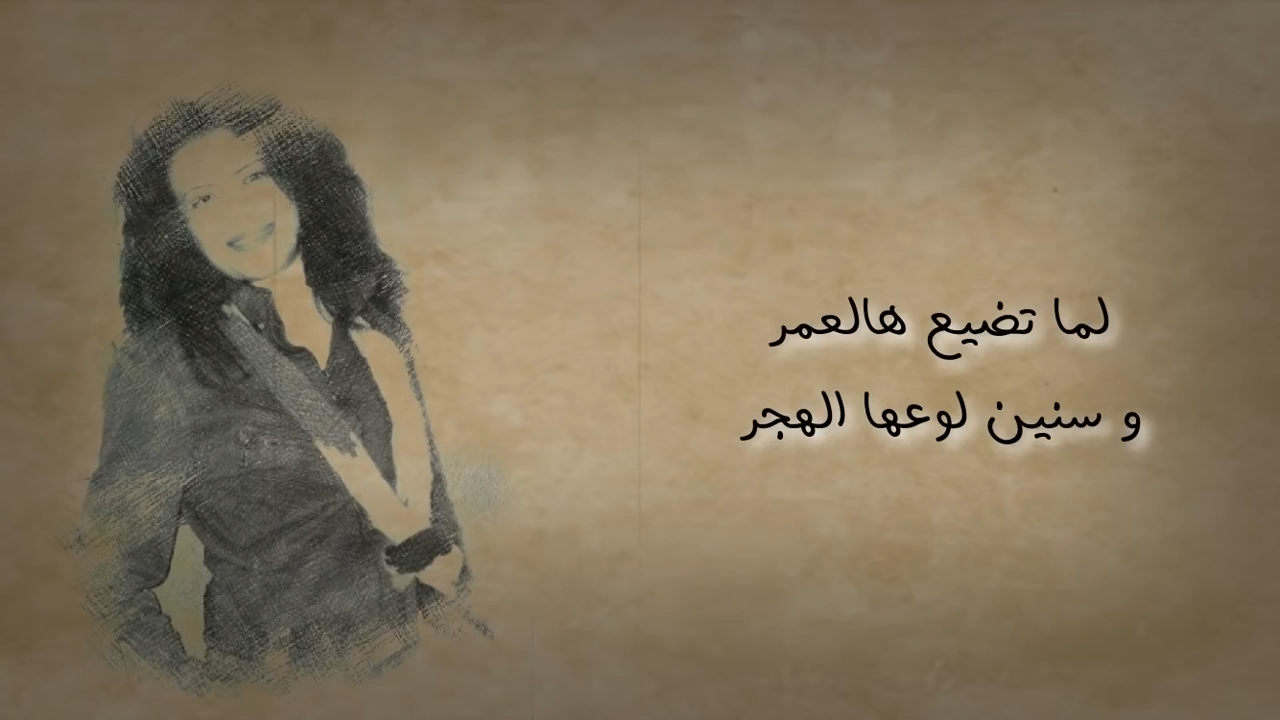 لما تضيع هالعمر
و سنين لوعها الهجر